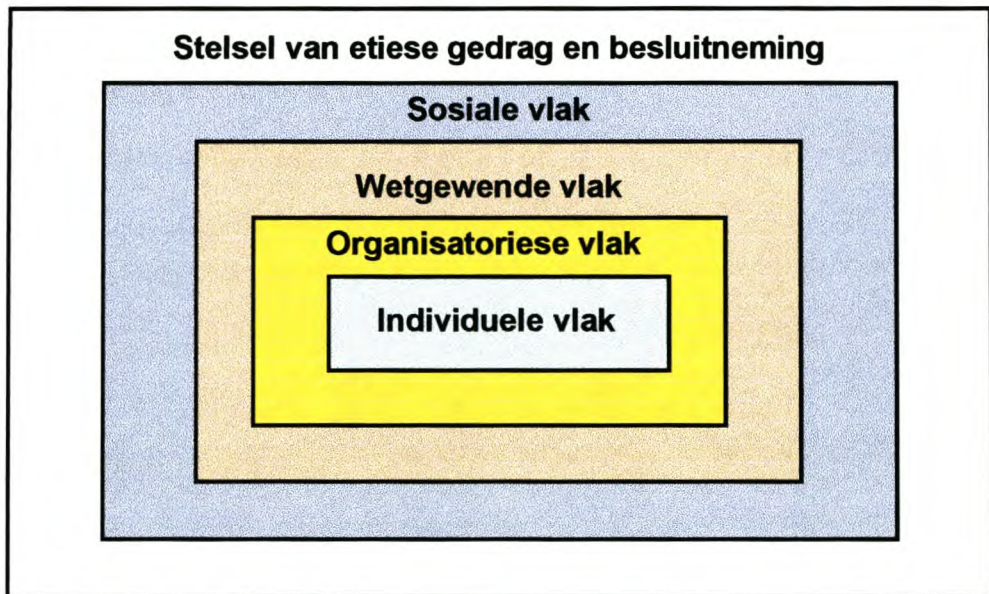 Stelsel van etiese gedrag en besluitneming
Sosiale vlak
Wetgewende vlak
Organisatoriese vlak
Individuele vlak